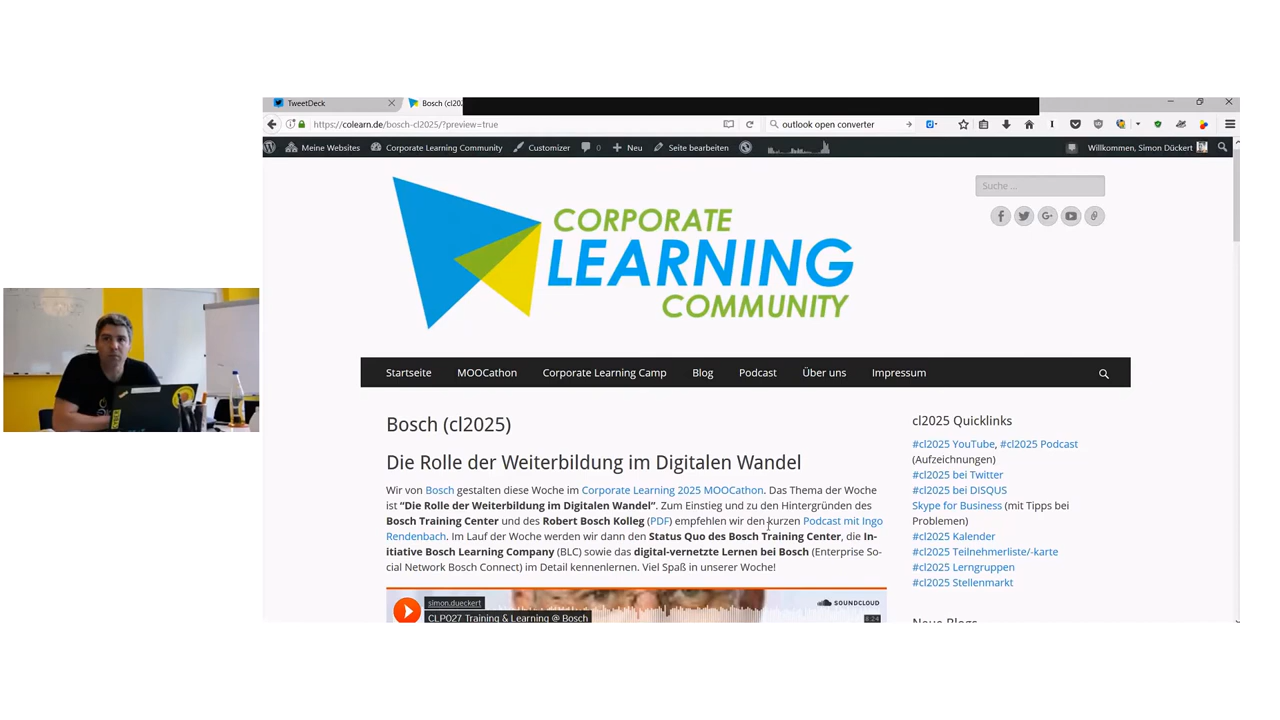 TweetDeck
Bosch (cl202
https://colearn.de/bosch-cl2025/?preview=true
outlook open converter
Meine Websites
Corporate Learning Community
Customizer
0
Neu
Seite bearbeiten
Willkommen, Simon Dückert
Suche ...
CORPORATE
LEARNING
COMMUNITY
Startseite
MOOCathon
Corporate Learning Camp
Blog
Podcast
Über uns
Impressum
Bosch (cl2025)
Die Rolle der Weiterbildung im Digitalen Wandel
Wir von Bosch gestalten diese Woche im Corporate Learning 2025 MOOCathon. Das Thema der Woche
ist "Die Rolle der Weiterbildung im Digitalen Wandel". Zum Einstieg und zu den Hintergründen des
Bosch Training Center und des Robert Bosch Kolleg (PDF) empfehlen wir den kurzen Podcast mit Ingo
Rendenbach. Im Lauf der Woche werden wir dann den Status Quo des Bosch Training Center, die In-
itiative Bosch Learning Company (BLC) sowie das digital-vernetzte Lernen bei Bosch (Enterprise So-
cial Network Bosch Connect) im Detail kennenlernen. Viel Spaß in unserer Woche!
simon.dueckert
CLP027 Training & Learning @ Bosch
SOUNDCLOUD
8:24
cl2025 Quicklinks
#cl2025 YouTube, #cl2025 Podcast
(Aufzeichnungen)
#cl2025 bei Twitter
#cl2025 bei DISQUS
Skype for Business (mit Tipps bei
Problemen)
#cl2025 Kalender
#cl2025 Teilnehmerliste/-karte
#cl2025 Lerngruppen
#cl2025 Stellenmarkt